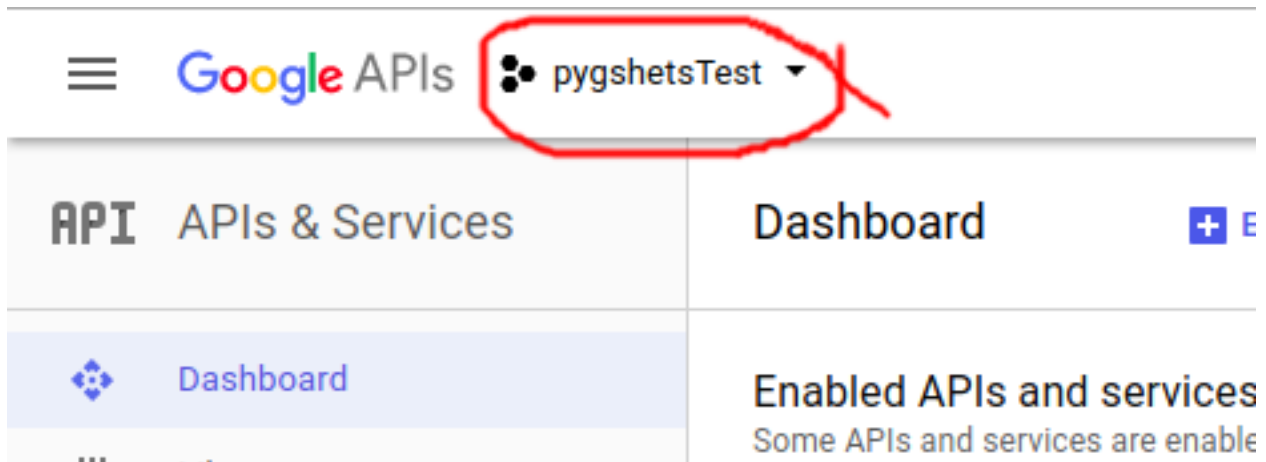 Google APIs pygshetsTest
API APIs & Services
Dashboard
Dashboard
Enabled APIs and services
Some APIs and services are enable